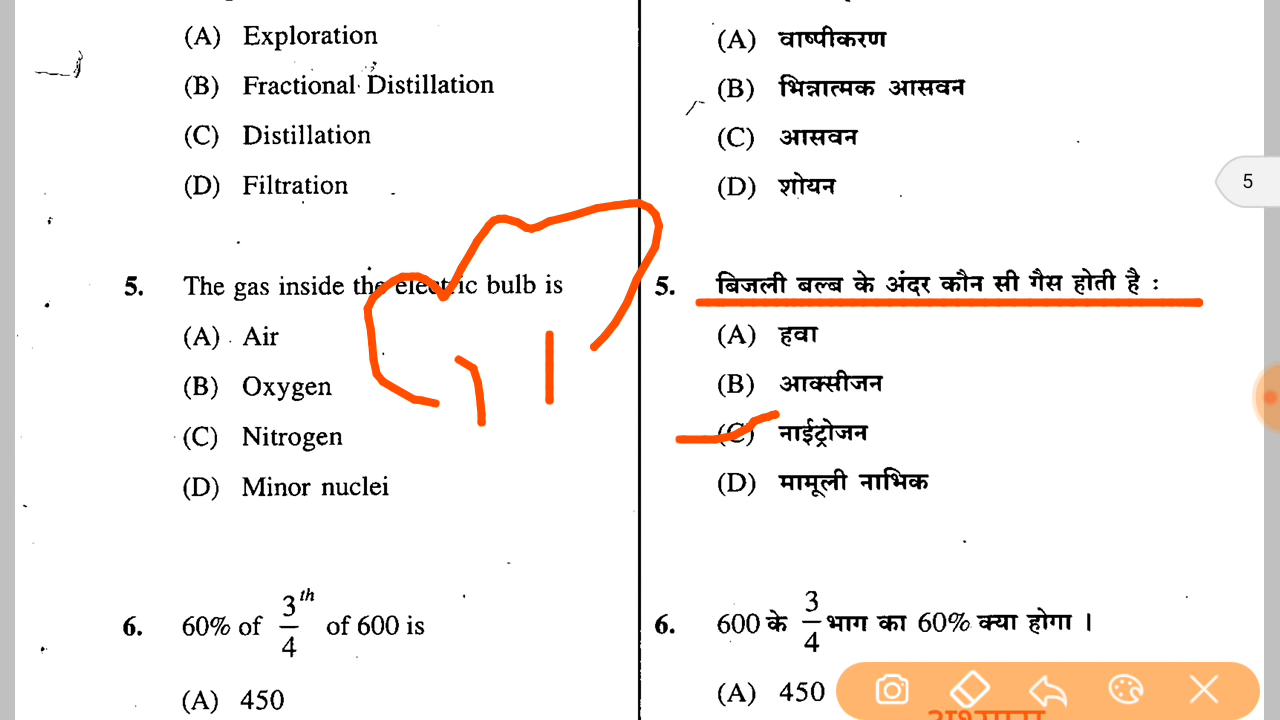 (A) Exploration
(B) Fractional Distillation
(C) Distillation
(D) Filtration
5. The gas inside the electric bulb is
(A) Air
(B) Oxygen
(C) Nitrogen
(D) Minor nuclei
6. 60% of 3/4 th of 600 is
(A) 450
(A) वाष्पीकरण
(B) भिन्नात्मक आसवन
(C) आसवन
(D) शोयन
5. बिजली बल्ब के अंदर कौन सी गैस होती है :
(A) हवा
(B) आक्सीजन
(C) नाईट्रोजन
(D) मामूली नाभिक
6. 600 के 3/4 भाग का 60% क्या होगा ।
(A) 450
5